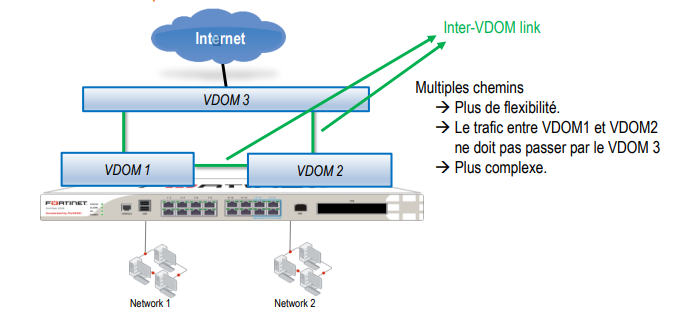 Internet
Inter-VDOM link
VDOM 3
Multiples chemins
→ Plus de flexibilité.
→ Le trafic entre VDOM1 et VDOM2
ne doit pas passer par le VDOM 3
→ Plus complexe.
VDOM 1
VDOM 2
FORTINET
Network 1
Network 2